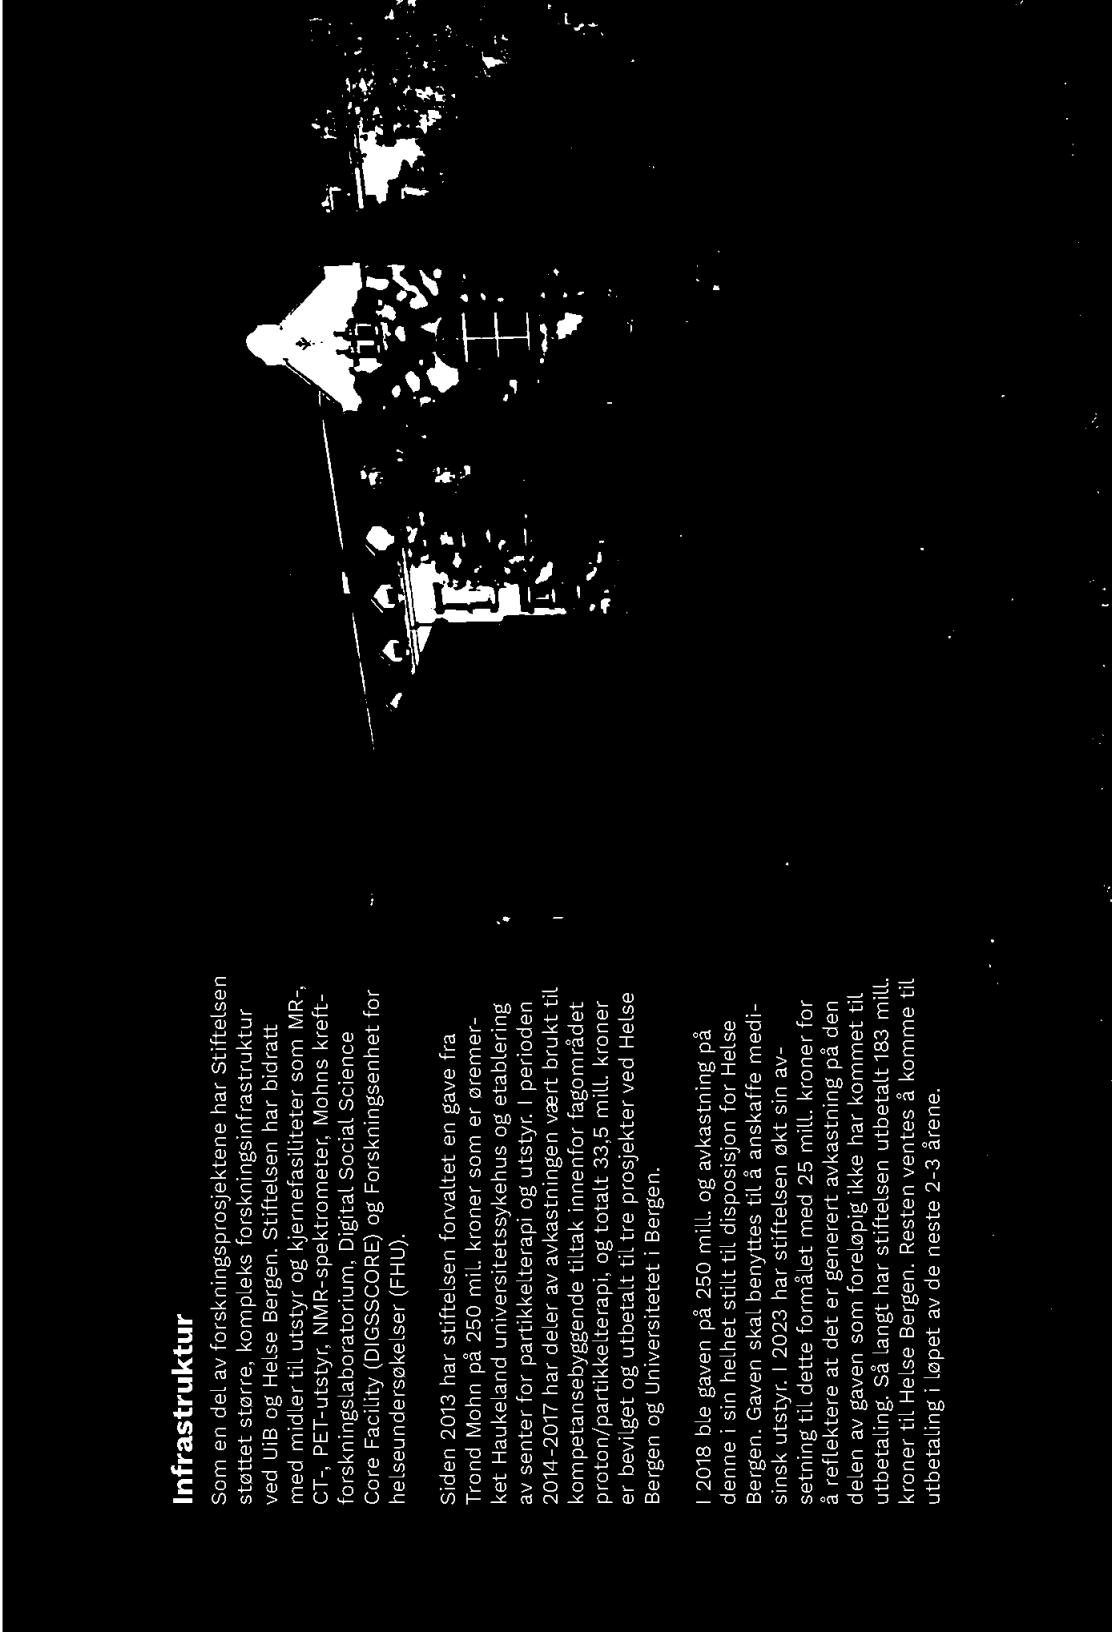 Infrastruktur
Som en del av forskningsprosjektene har Stiftelsen
støttet større, kompleks forskningsinfrastruktur
ved UiB og Helse Bergen. Stiftelsen har bidratt
med midler til utstyr og kjernefasiliteter som MR-,
CT-, PET-utstyr, NMR-spektrometer, Mohns kreft-
forskningslaboratorium, Digital Social Science
Core Facility (DIGSSCORE) og Forskningsenhet for
helseundersøkelser (FHU).
Siden 2013 har stiftelsen forvaltet en gave fra
Trond Mohn på 250 mil. kroner som er øremer-
ket Haukeland universitetssykehus og etablering
av senter for partikkelterapi og utstyr. I perioden
2014-2017 har deler av avkastningen vært brukt til
kompetansebyggende tiltak innenfor fagområdet
proton/partikkelterapi, og totalt 33,5 mill. kroner
er bevilget og utbetalt til tre prosjekter ved Helse
Bergen og Universitetet i Bergen.
I 2018 ble gaven på 250 mill. og avkastning på
denne i sin helhet stilt til disposisjon for Helse
Bergen. Gaven skal benyttes til å anskaffe medi-
sinsk utstyr. I 2023 har stiftelsen økt sin av-
setning til dette formålet med 25 mill. kroner for
å reflektere at det er generert avkastning på den
delen av gaven som foreløpig ikke har kommet til
utbetaling. Så langt har stiftelsen utbetalt 183 mill.
kroner til Helse Bergen. Resten ventes å komme til
utbetaling i løpet av de neste 2-3 årene.